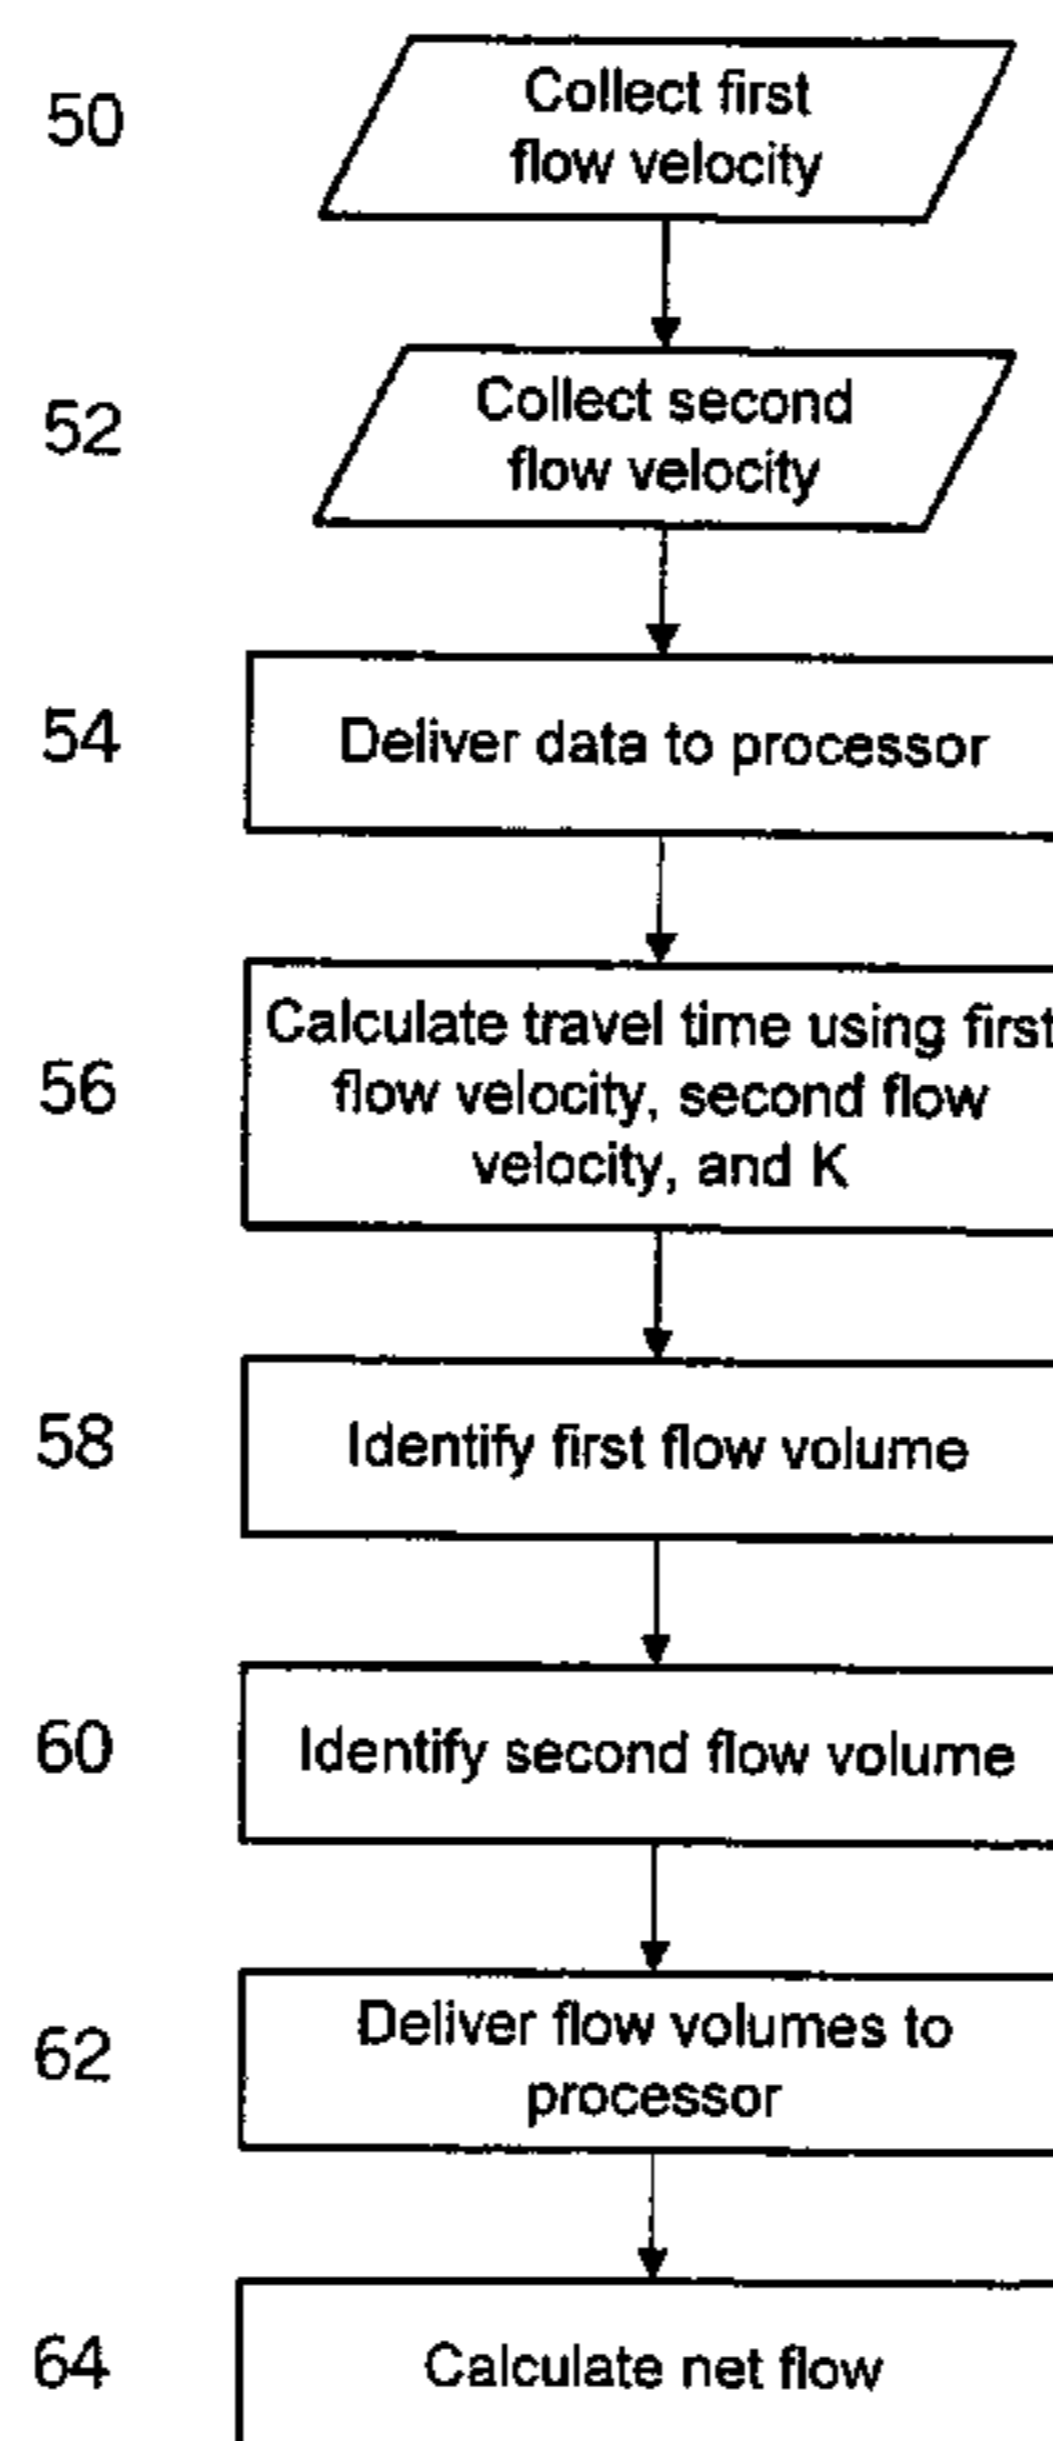 50
Collect first
flow velocity
52
Collect second
flow velocity
54
Deliver data to processor
56
Calculate travel time using first
flow velocity, second flow
velocity, and K
58
Identify first flow volume
60
Identify second flow volume
62
Deliver flow volumes to
processor
64
Calculate net flow